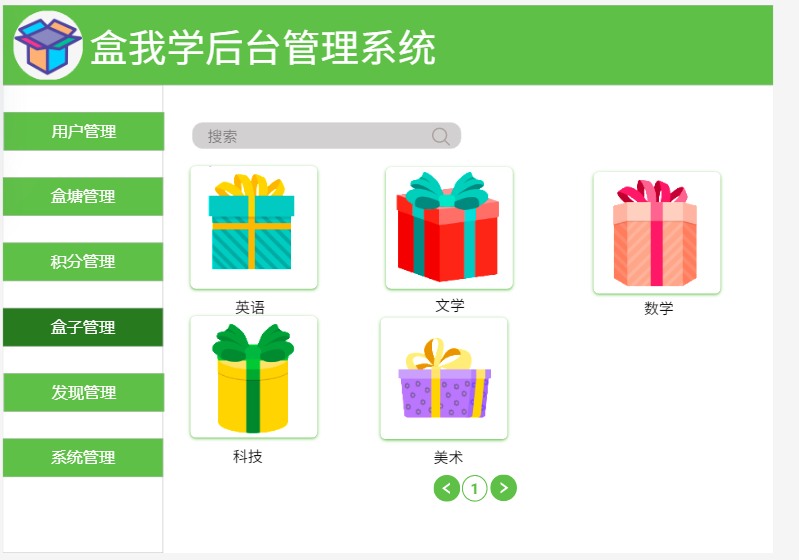 盒我学后台管理系统
用户管理
盒塘管理
积分管理
盒子管理
发现管理
系统管理
搜索
英语
文学
数学
科技
美术
< 1 >